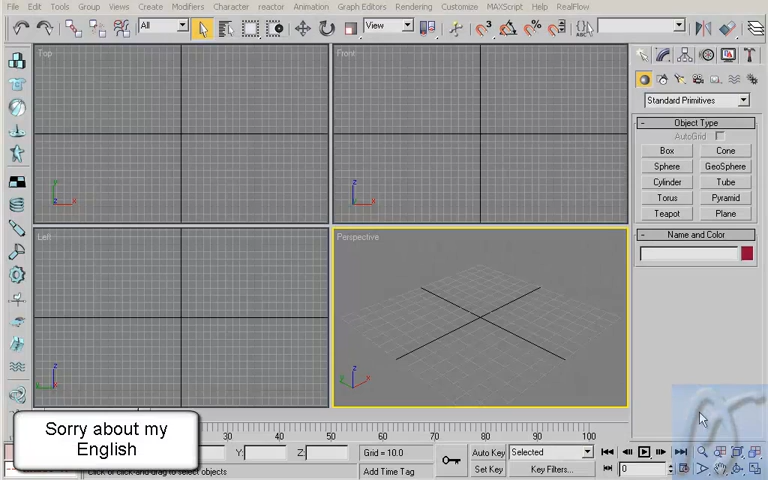 File Edit Tools Group Views Create Modifiers Character reactor Animation Graph Editors Rendering Customize MAXScript Help RealFlow
All View
Top Front
Standard Primitives
- Object Type
AutoGrid
Box Cone
Sphere GeoSphere
Cylinder Tube
Torus Pyramid
Teapot Plane
Left Perspective
- Name and Color
Sorry about my
English
30 40 50 60 70 80 90 100
Y: Z: Grid = 10.0 Auto Key Selected
Click or click-and-drag to select objects Add Time Tag Set Key Key Filters... 0